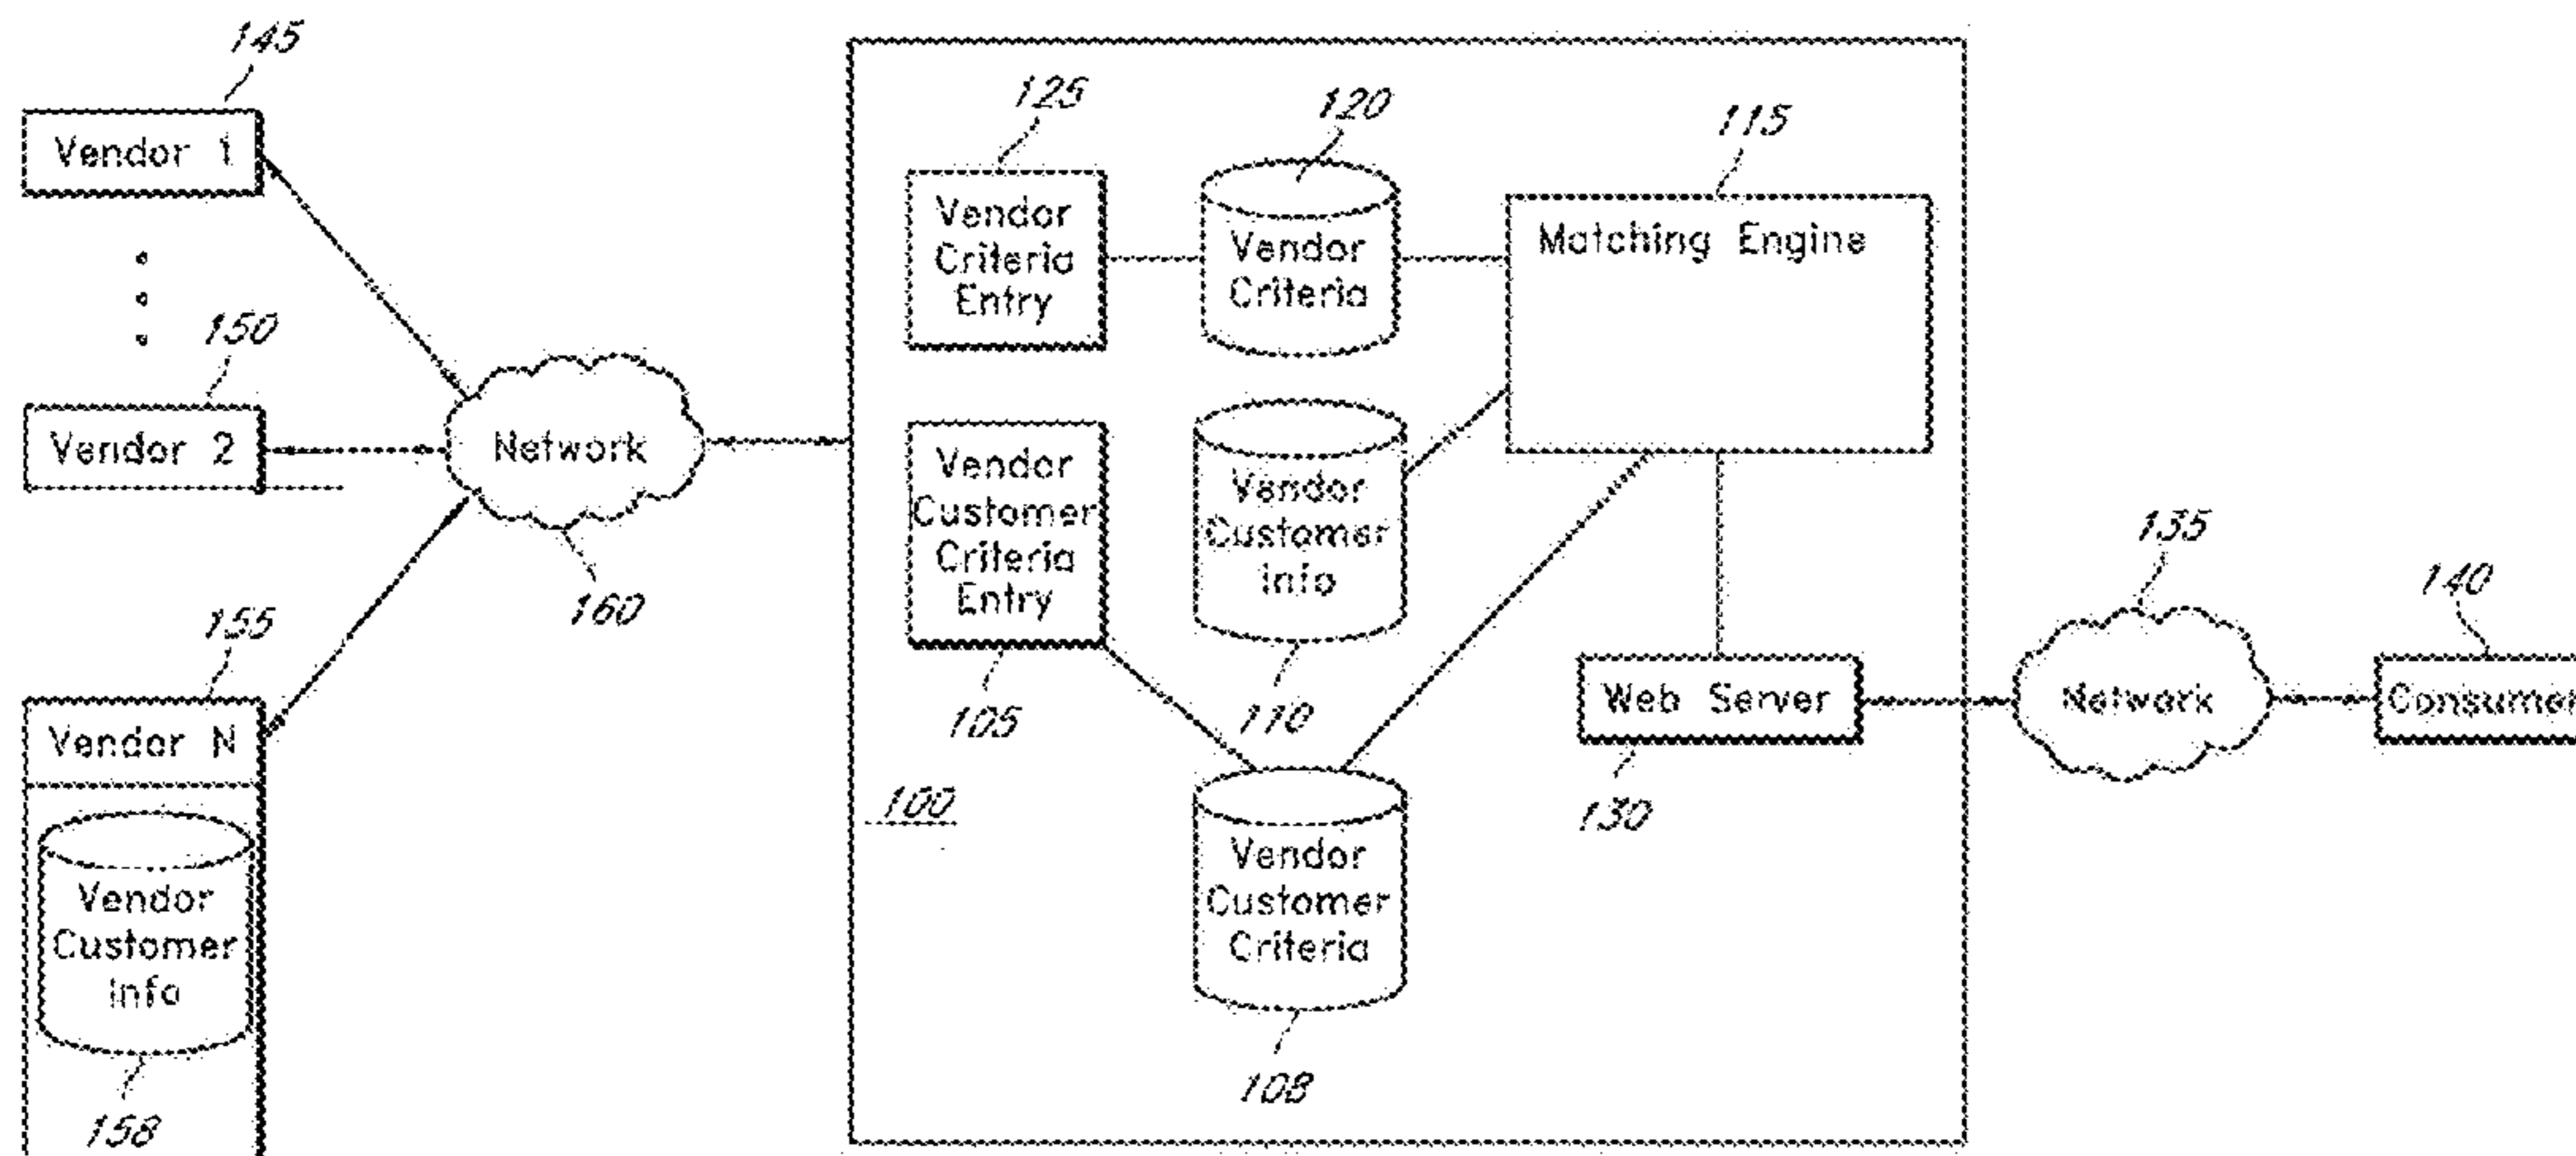 145
Vendor 1
150
Vendor 2
155
Vendor N
Vendor
Customer
Info
158
Network
160
125
Vendor
Criteria
Entry
120
Vendor
Criteria
115
Matching Engine
Vendor
Customer
Criteria
Entry
105
Vendor
Customer
Info
110
100
Vendor
Customer
Criteria
108
Web Server
130
135
Network
140
Consumer